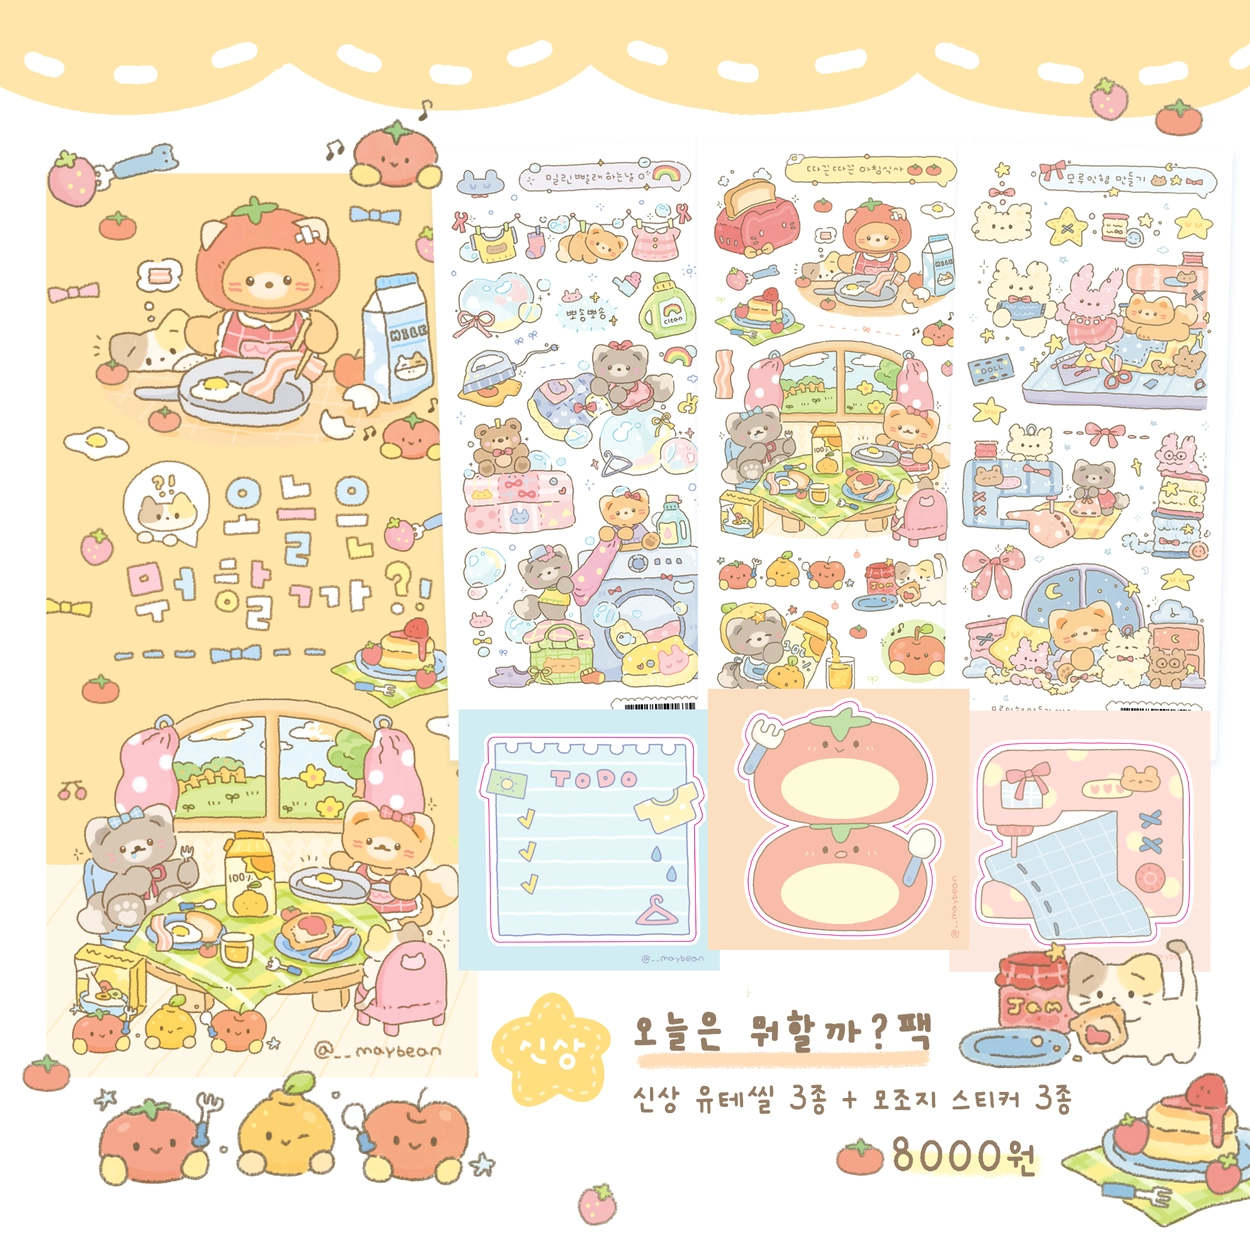 밀린 빨래 하는 날
따끈따끈 아침식사
모루인형 만들기
MILK
?!
오늘은
뭐할까?!
뽀송뽀송
clean
DOLL
100%
100%
100%
@__maybean
TODO
@__maybean
@__maybean
Jam
신상
오늘은 뭐할까? 팩
신상 유테씰 3종 + 모조지 스티커 3종
8000원